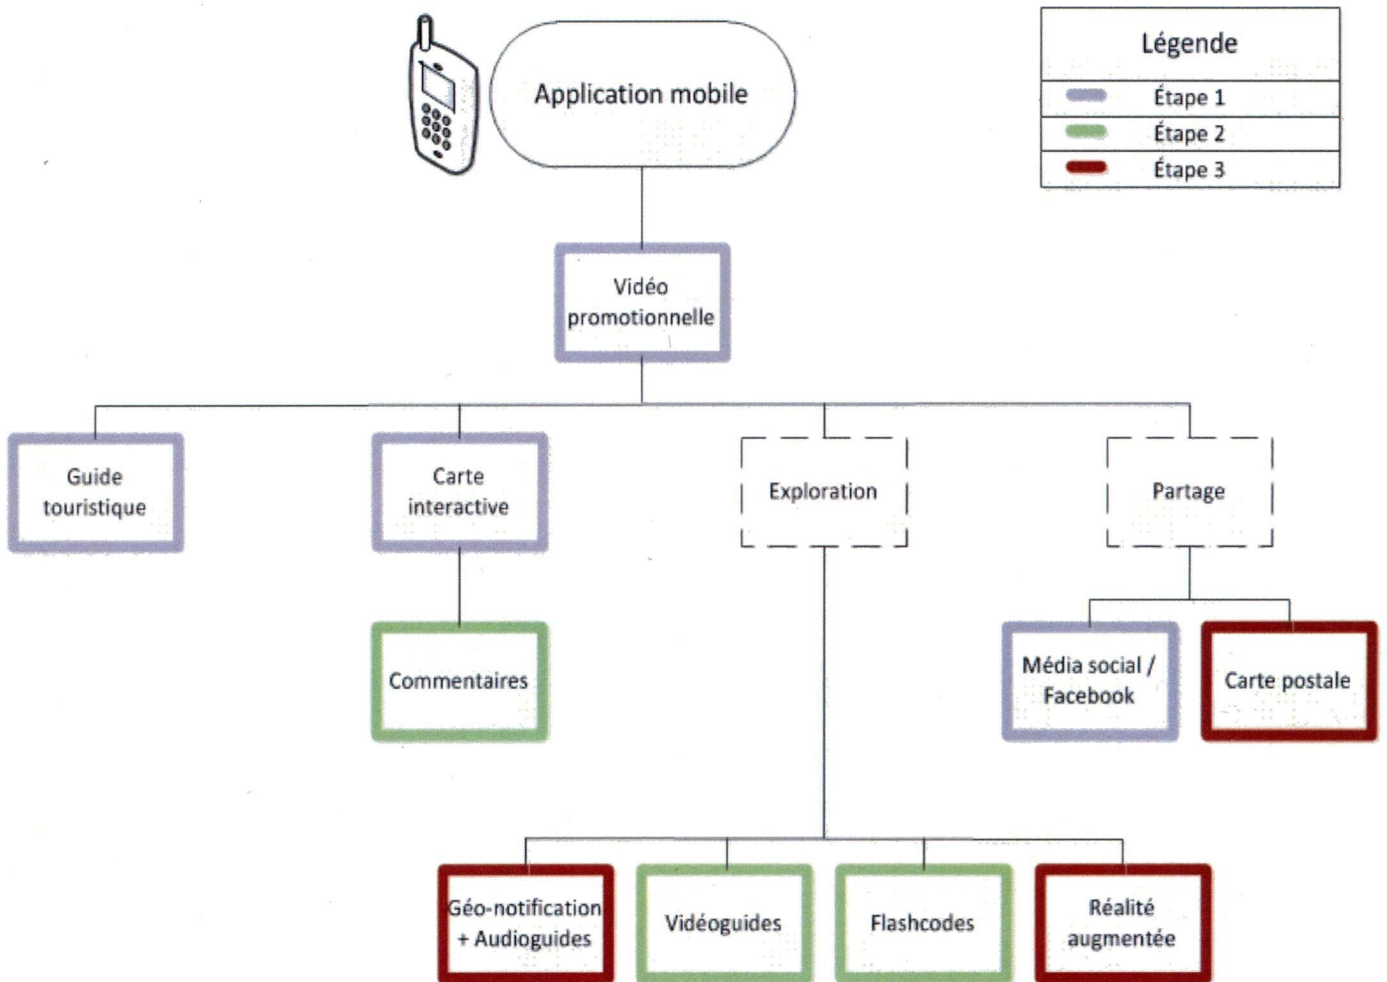 Application mobile
Légende
Étape 1
Étape 2
Étape 3
Vidéo
promotionnelle
Guide
touristique
Carte
interactive
Exploration
Partage
Commentaires
Média social /
Facebook
Carte postale
Géo-notification
+ Audioguides
Vidéoguides
Flashcodes
Réalité
augmentée